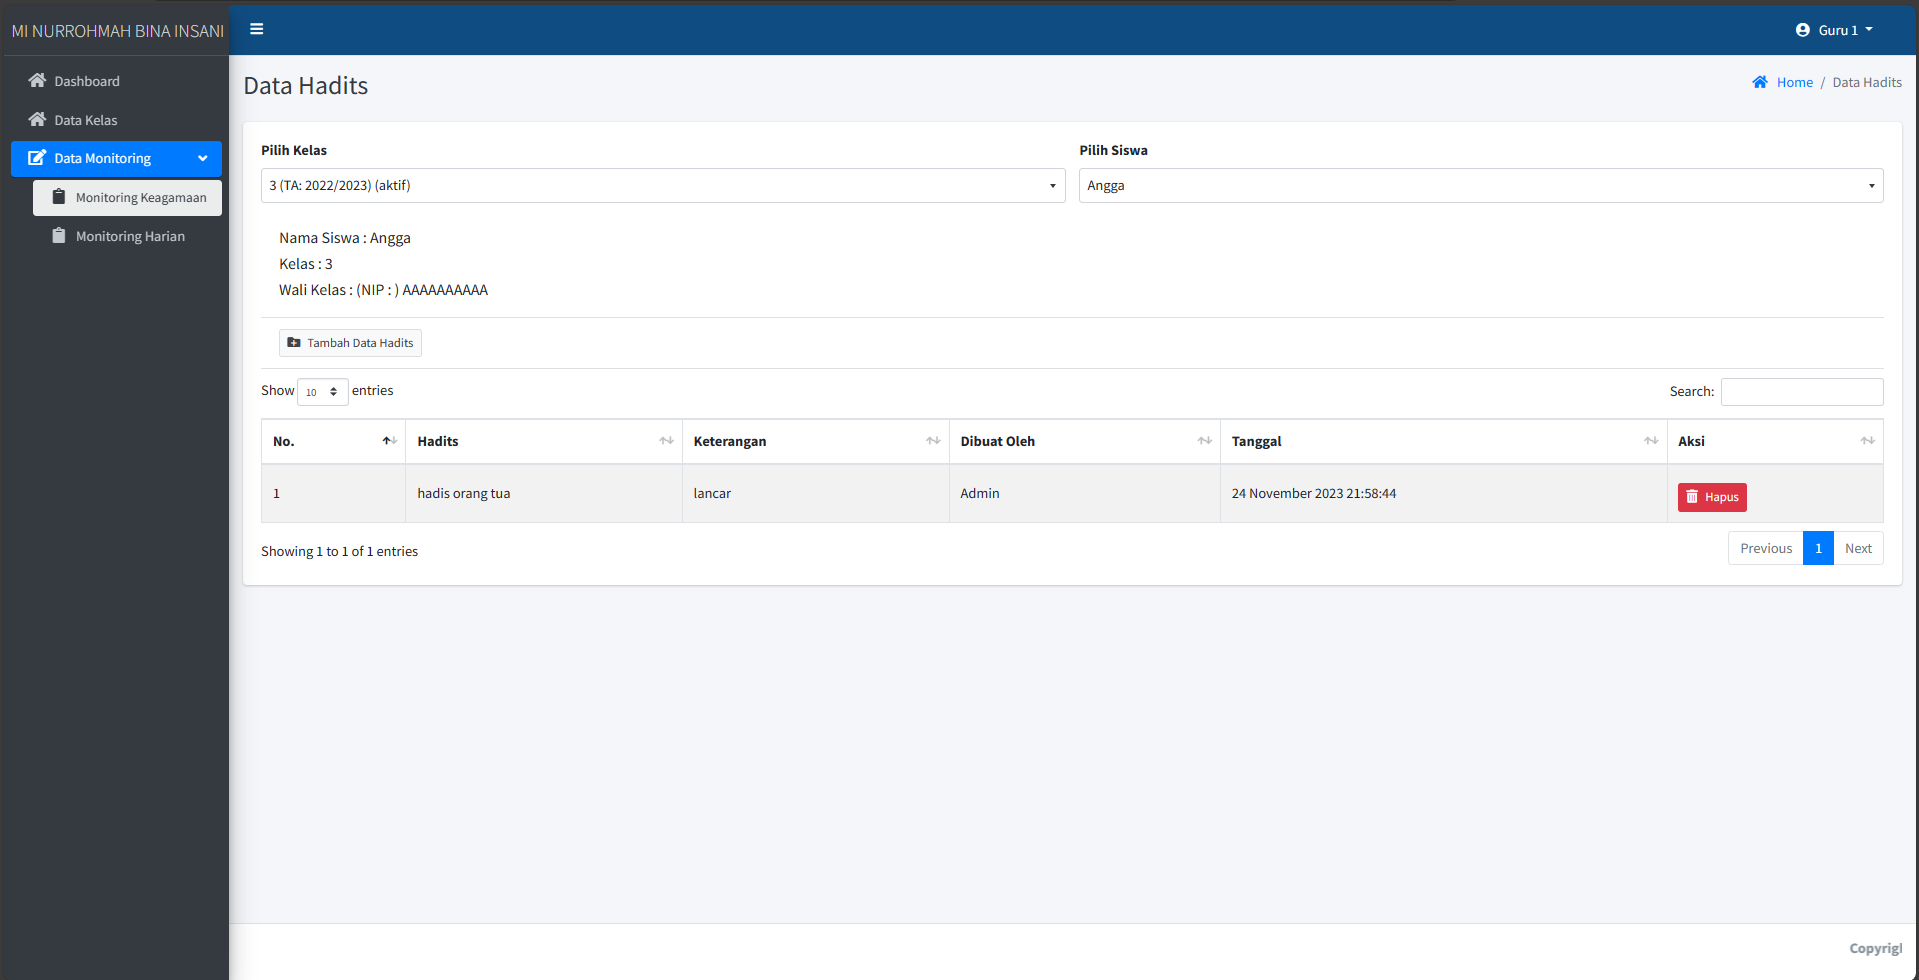 MI NURROHMAH BINA INSANI
Guru 1
Dashboard
Data Kelas
Data Monitoring
Monitoring Keagamaan
Monitoring Harian
Data Hadits
Home / Data Hadits
Pilih Kelas
3 (TA: 2022/2023) (aktif)
Pilih Siswa
Angga
Nama Siswa : Angga
Kelas : 3
Wali Kelas : (NIP : ) AAAAAAAAAA
Tambah Data Hadits
Show 10 entries
Search:
No. Hadits Keterangan Dibuat Oleh Tanggal Aksi
1 hadis orang tua lancar Admin 24 November 2023 21:58:44 Hapus
Showing 1 to 1 of 1 entries
Previous 1 Next